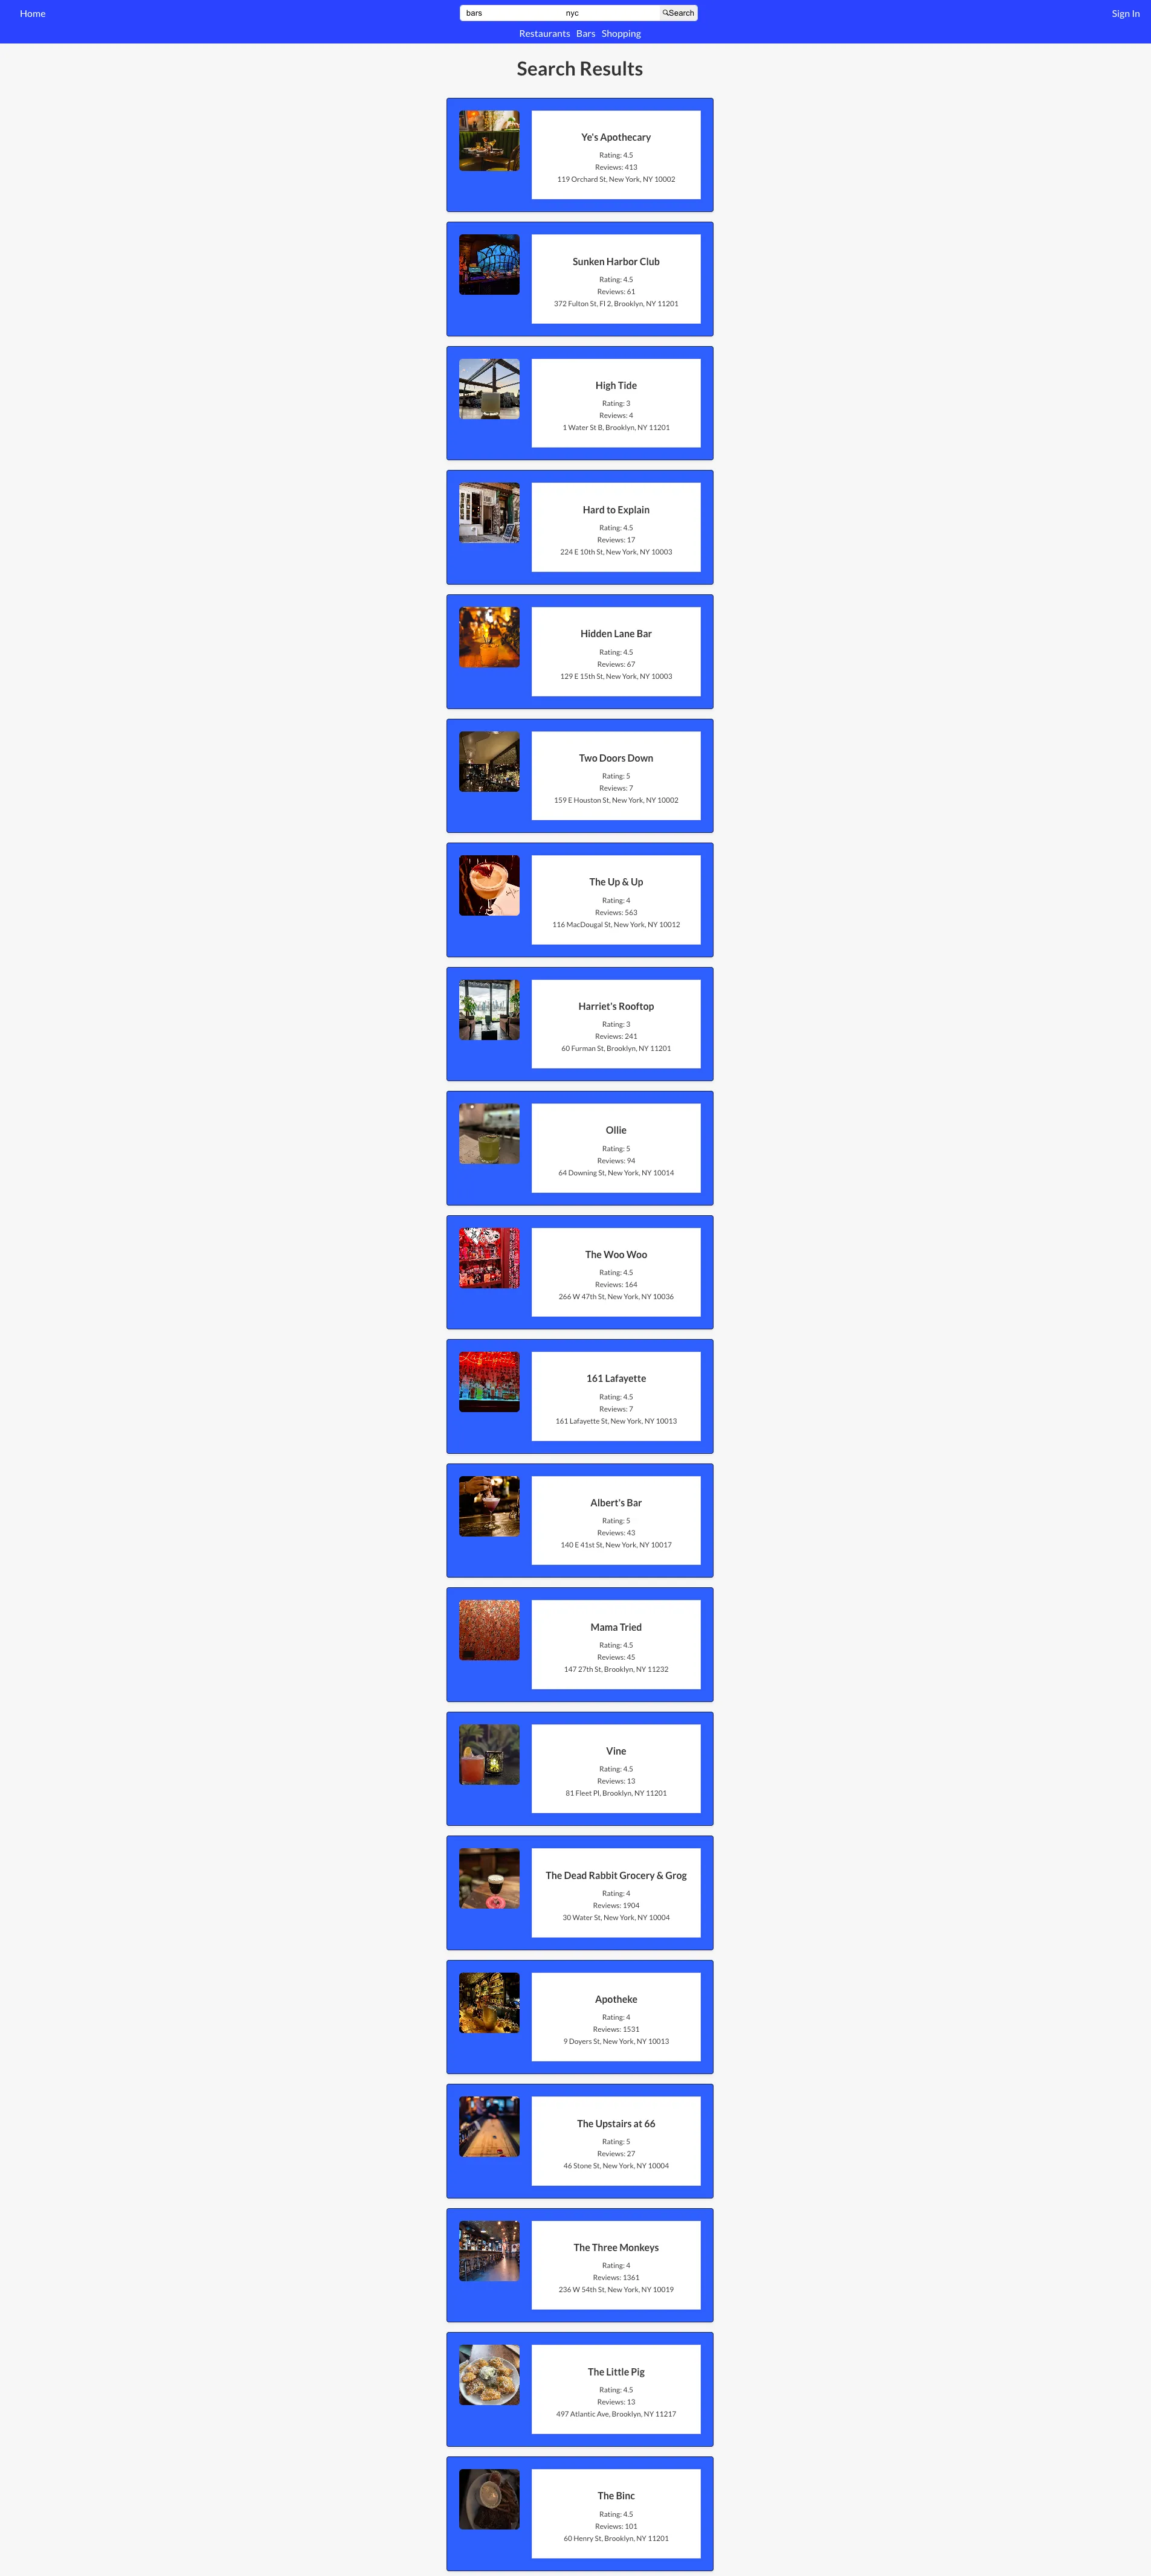 Home
bars
nyc
Search
Sign In
Restaurants Bars Shopping
Search Results
Ye's Apothecary
Rating: 4.5
Reviews: 413
119 Orchard St, New York, NY 10002
Sunken Harbor Club
Rating: 4.5
Reviews: 61
372 Fulton St, Fl 2, Brooklyn, NY 11201
High Tide
Rating: 3
Reviews: 4
1 Water St B, Brooklyn, NY 11201
Hard to Explain
Rating: 4.5
Reviews: 17
224 E 10th St, New York, NY 10003
Hidden Lane Bar
Rating: 4.5
Reviews: 67
129 E 15th St, New York, NY 10003
Two Doors Down
Rating: 5
Reviews: 7
159 E Houston St, New York, NY 10002
The Up & Up
Rating: 4
Reviews: 563
116 MacDougal St, New York, NY 10012
Harriet's Rooftop
Rating: 3
Reviews: 241
60 Furman St, Brooklyn, NY 11201
Ollie
Rating: 5
Reviews: 94
64 Downing St, New York, NY 10014
The Woo Woo
Rating: 4.5
Reviews: 164
266 W 47th St, New York, NY 10036
161 Lafayette
Rating: 4.5
Reviews: 7
161 Lafayette St, New York, NY 10013
Albert's Bar
Rating: 5
Reviews: 43
140 E 41st St, New York, NY 10017
Mama Tried
Rating: 4.5
Reviews: 45
147 27th St, Brooklyn, NY 11232
Vine
Rating: 4.5
Reviews: 13
81 Fleet Pl, Brooklyn, NY 11201
The Dead Rabbit Grocery & Grog
Rating: 4
Reviews: 1904
30 Water St, New York, NY 10004
Apotheke
Rating: 4
Reviews: 1531
9 Doyers St, New York, NY 10013
The Upstairs at 66
Rating: 5
Reviews: 27
46 Stone St, New York, NY 10004
The Three Monkeys
Rating: 4
Reviews: 1361
236 W 54th St, New York, NY 10019
The Little Pig
Rating: 4.5
Reviews: 13
497 Atlantic Ave, Brooklyn, NY 11217
The Binc
Rating: 4.5
Reviews: 101
60 Henry St, Brooklyn, NY 11201